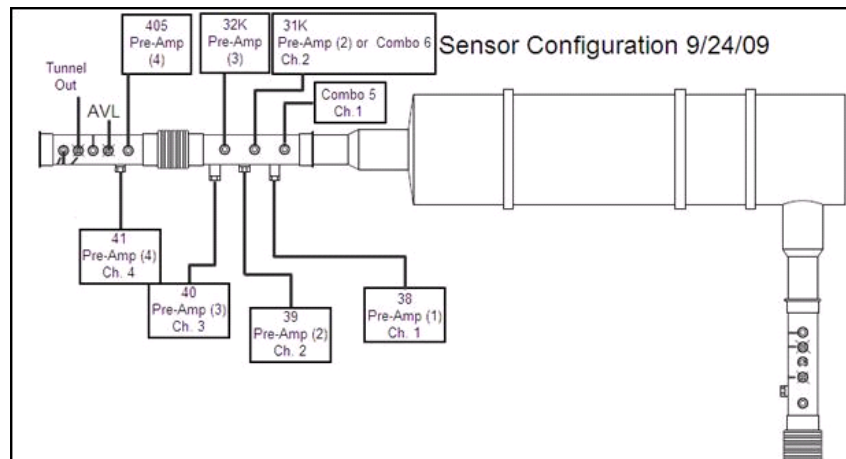 Sensor Configuration 9/24/09
405
Pre-Amp
(4)
32K
Pre-Amp
(3)
31K
Pre-Amp (2) or Combo 6
Ch.2
Combo 5
Ch.1
Tunnel
Out
AVL
41
Pre-Amp (4)
Ch. 4
40
Pre-Amp (3)
Ch. 3
39
Pre-Amp (2)
Ch. 2
38
Pre-Amp (1)
Ch. 1